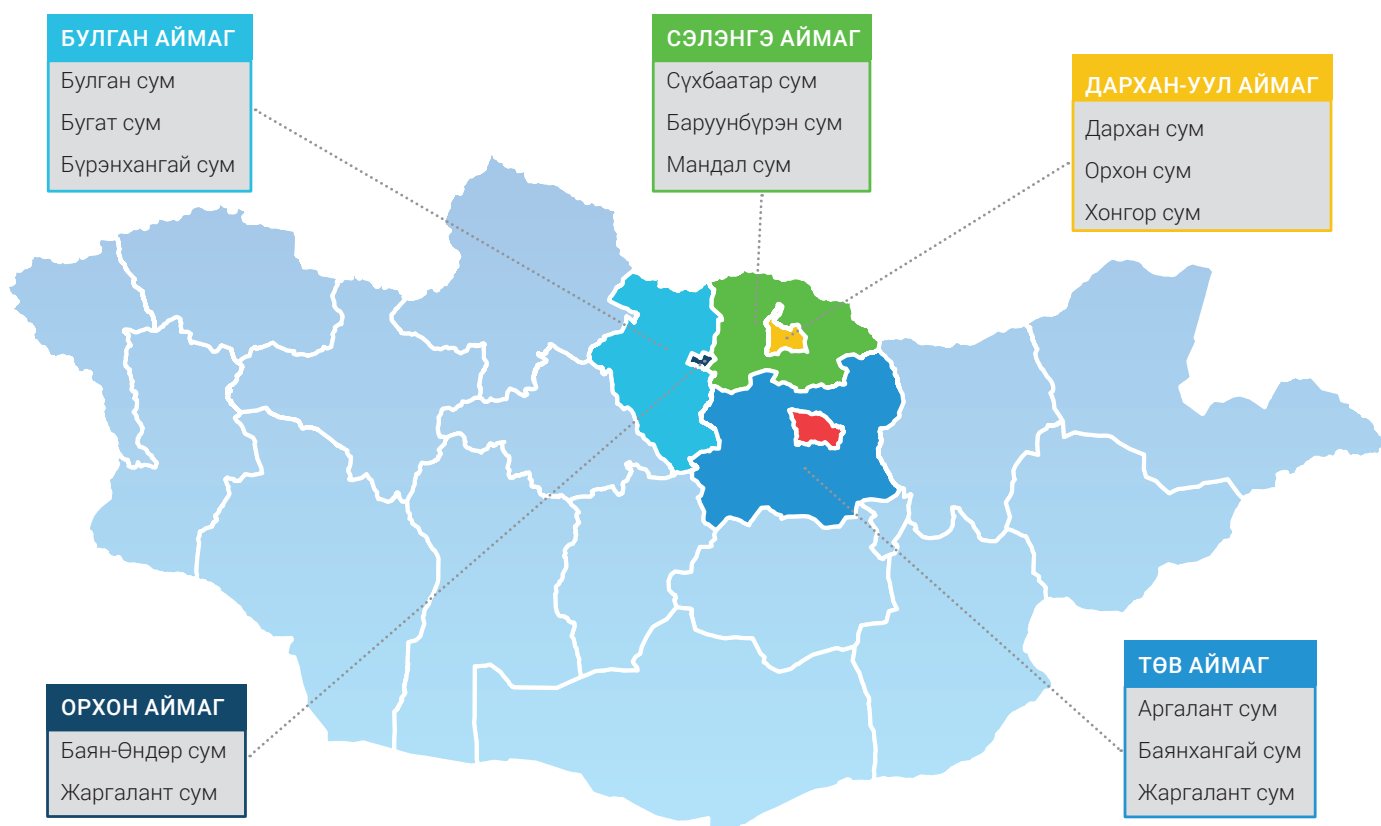 БУЛГАН АЙМАГ
Булган сум
Бугат сум
Бүрэнхангай сум
СЭЛЭНГЭ АЙМАГ
Сүхбаатар сум
Баруунбүрэн сум
Мандал сум
ДАРХАН-УУЛ АЙМАГ
Дархан сум
Орхон сум
Хонгор сум
ОРХОН АЙМАГ
Баян-Өндөр сум
Жаргалант сум
ТӨВ АЙМАГ
Аргалант сум
Баянхангай сум
Жаргалант сум